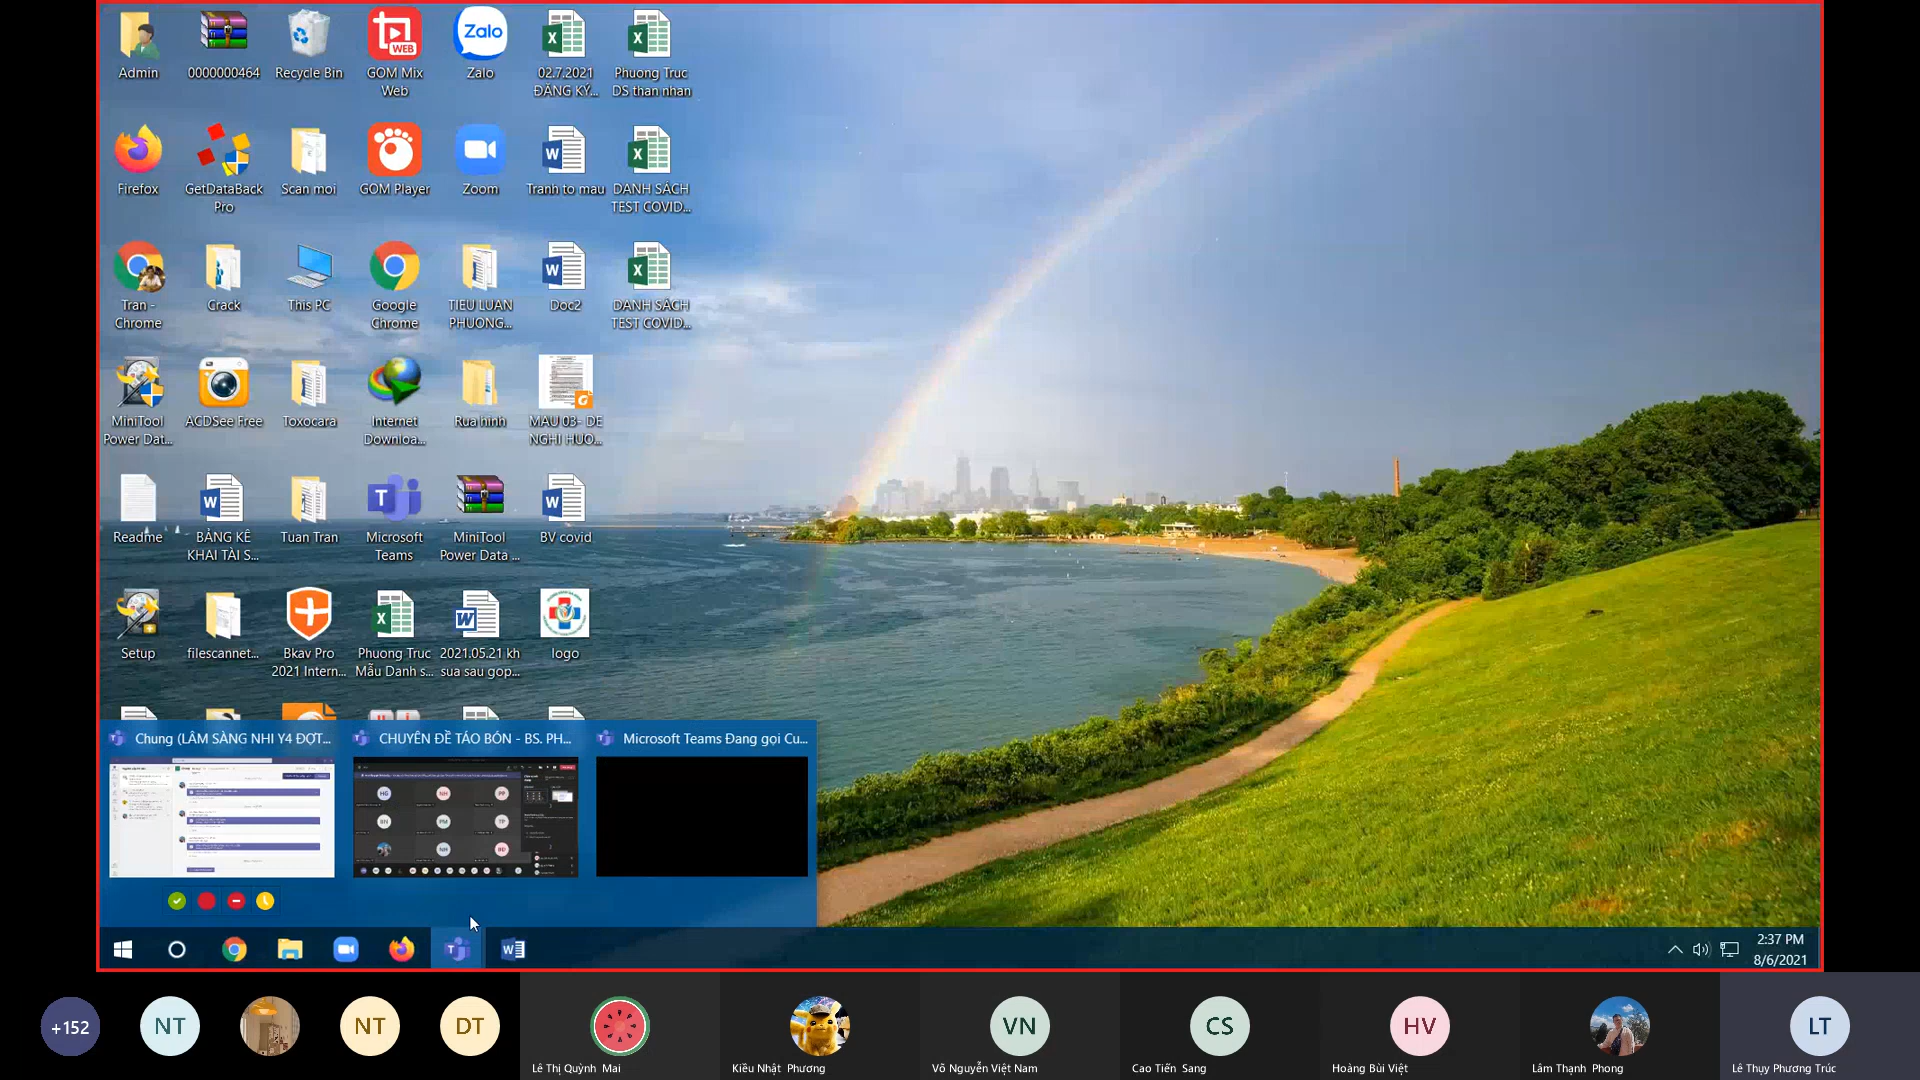 Admin
0000000464
Recycle Bin
GOM Mix
Web
Zalo
02.7.2021
ĐĂNG KÝ...
Phuong Truc
DS than nhan
Firefox
GetDataBack
Pro
Scan moi
GOM Player
Zoom
Tranh to mau
DANH SÁCH
TEST COVID...
Tran -
Chrome
Crack
This PC
Google
Chrome
TIEU LUAN
PHUONG...
Doc2
DANH SÁCH
TEST COVID...
MiniTool
Power Dat...
ACDSee Free
Toxocara
Internet
Downloa...
Rua hinh
MAU 03- DE
NGHI HUO...
Readme
BẢNG KÊ
KHAI TÀI S...
Tuan Tran
Microsoft
Teams
MiniTool
Power Data ...
BV covid
Setup
filescannet...
Bkav Pro
2021 Intern...
Phuong Truc
Mẫu Danh s...
2021.05.21 kh
sua sau gop...
logo
Chung (LÂM SÀNG NHI Y4 ĐỢT...
CHUYÊN ĐỀ TÁO BÓN - BS. PH...
Microsoft Teams Đang gọi Cu...
2:37 PM
8/6/2021
+152
NT
NT
DT
VN
CS
HV
LT
Lê Thị Quỳnh Mai
Kiều Nhật Phương
Võ Nguyễn Việt Nam
Cao Tiến Sang
Hoàng Bùi Việt
Lâm Thạnh Phong
Lê Thụy Phương Trúc